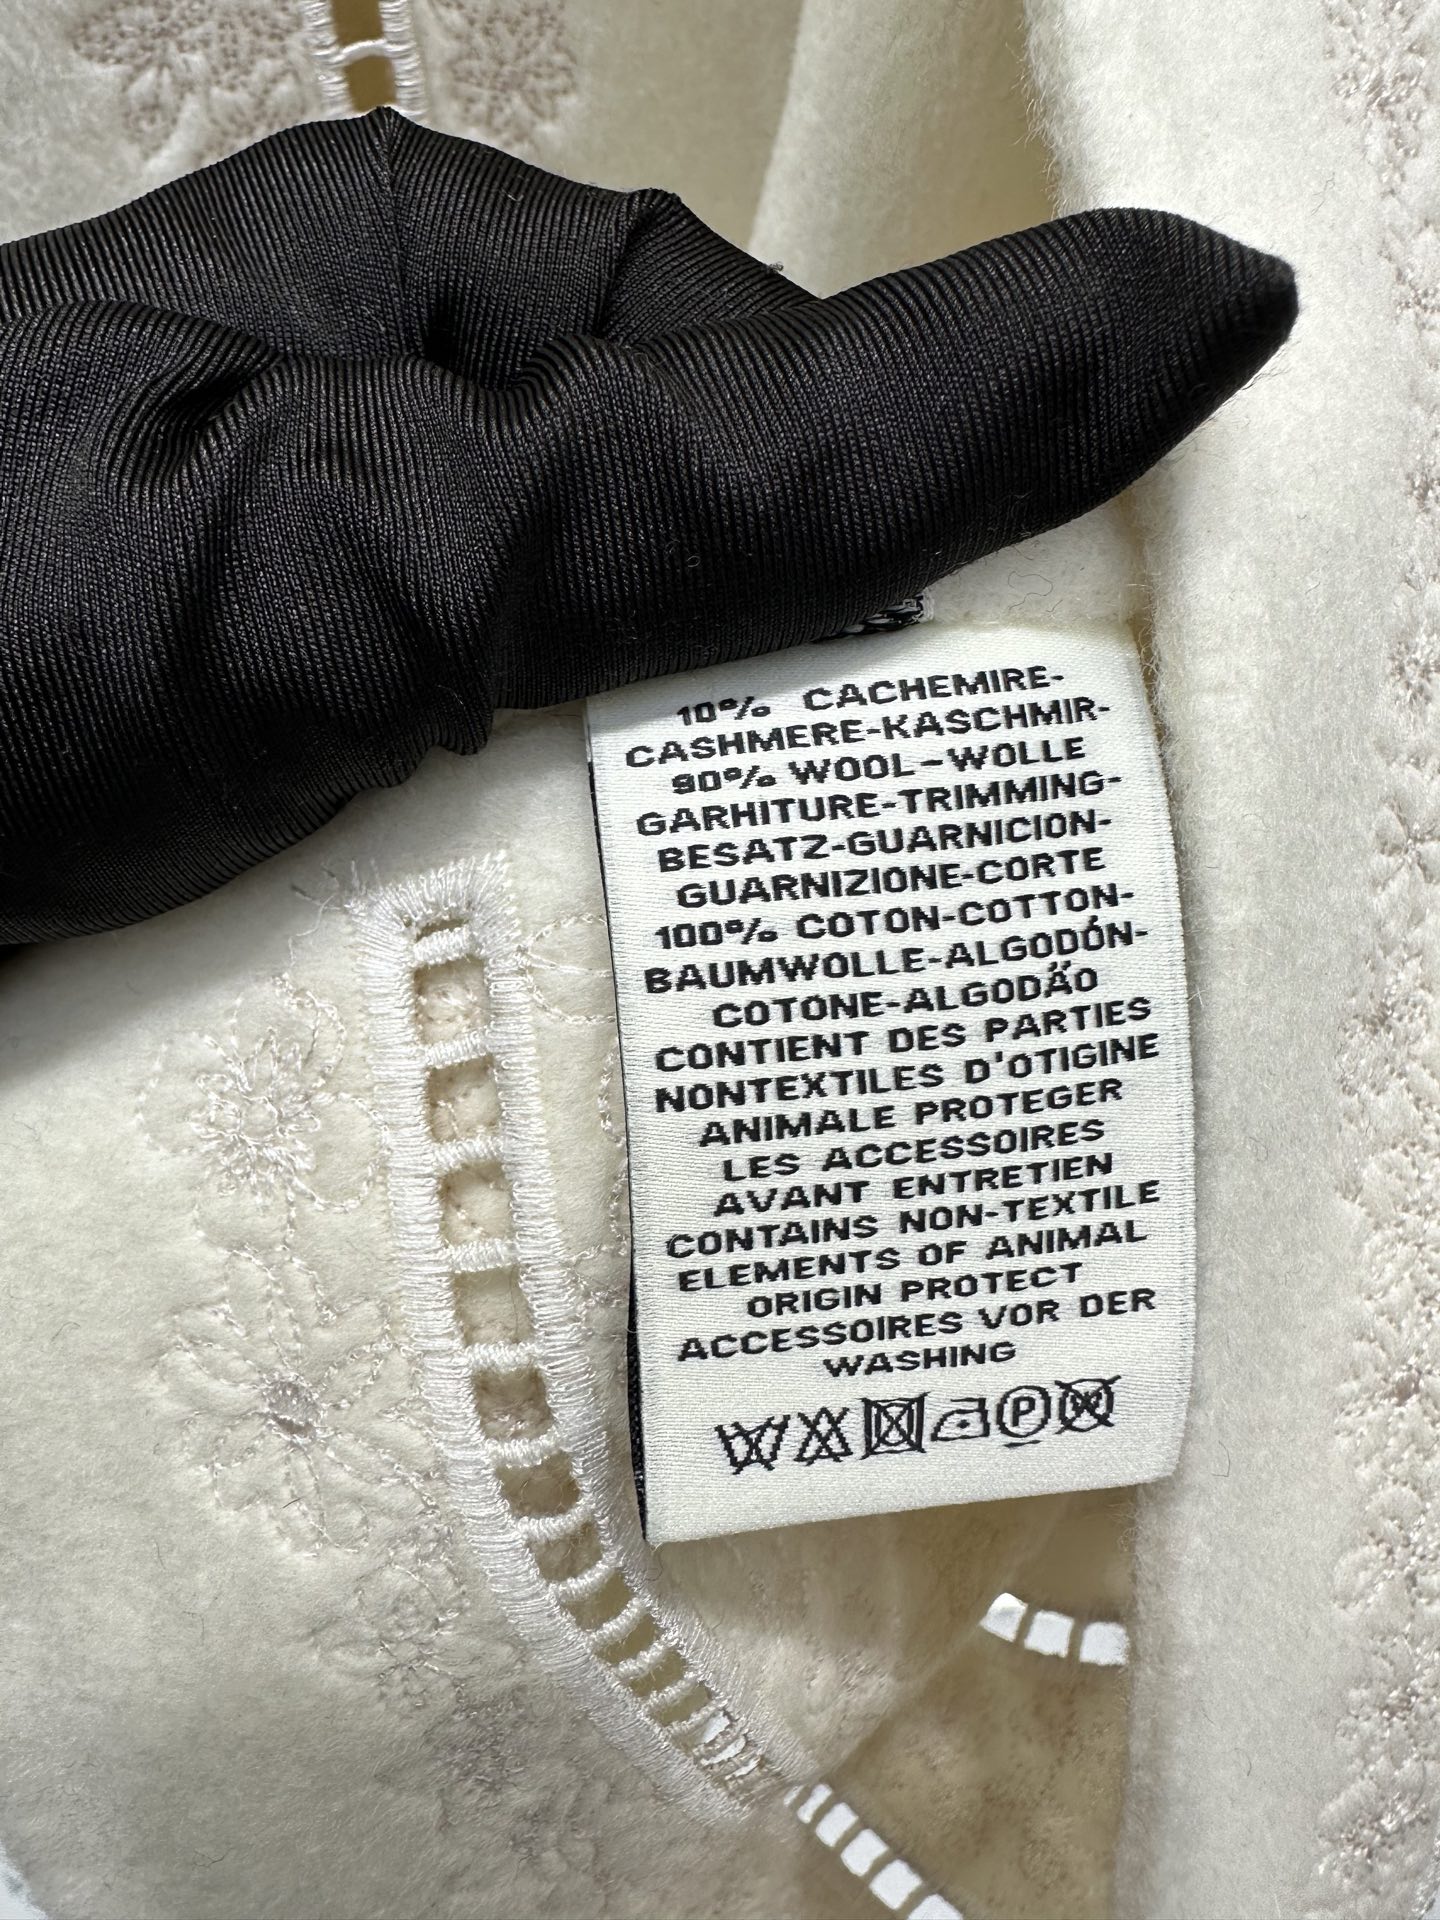 10% CACHEMIRE-
CASHMERE-KASCHMIR-
90% WOOL-WOLLE
GARHITURE-TRIMMING-
BESATZ-GUARNICION-
GUARNIZIONE-CORTE
100% COTON-COTTON-
BAUMWOLLE-ALGODÓN-
COTONE-ALGODÄO
CONTIENT DES PARTIES
NONTEXTILES D'OTIGINE
ANIMALE PROTEGER
LES ACCESSOIRES
AVANT ENTRETIEN
CONTAINS NON-TEXTILE
ELEMENTS OF ANIMAL
ORIGIN PROTECT
ACCESSOIRES VOR DER
WASHING
P W